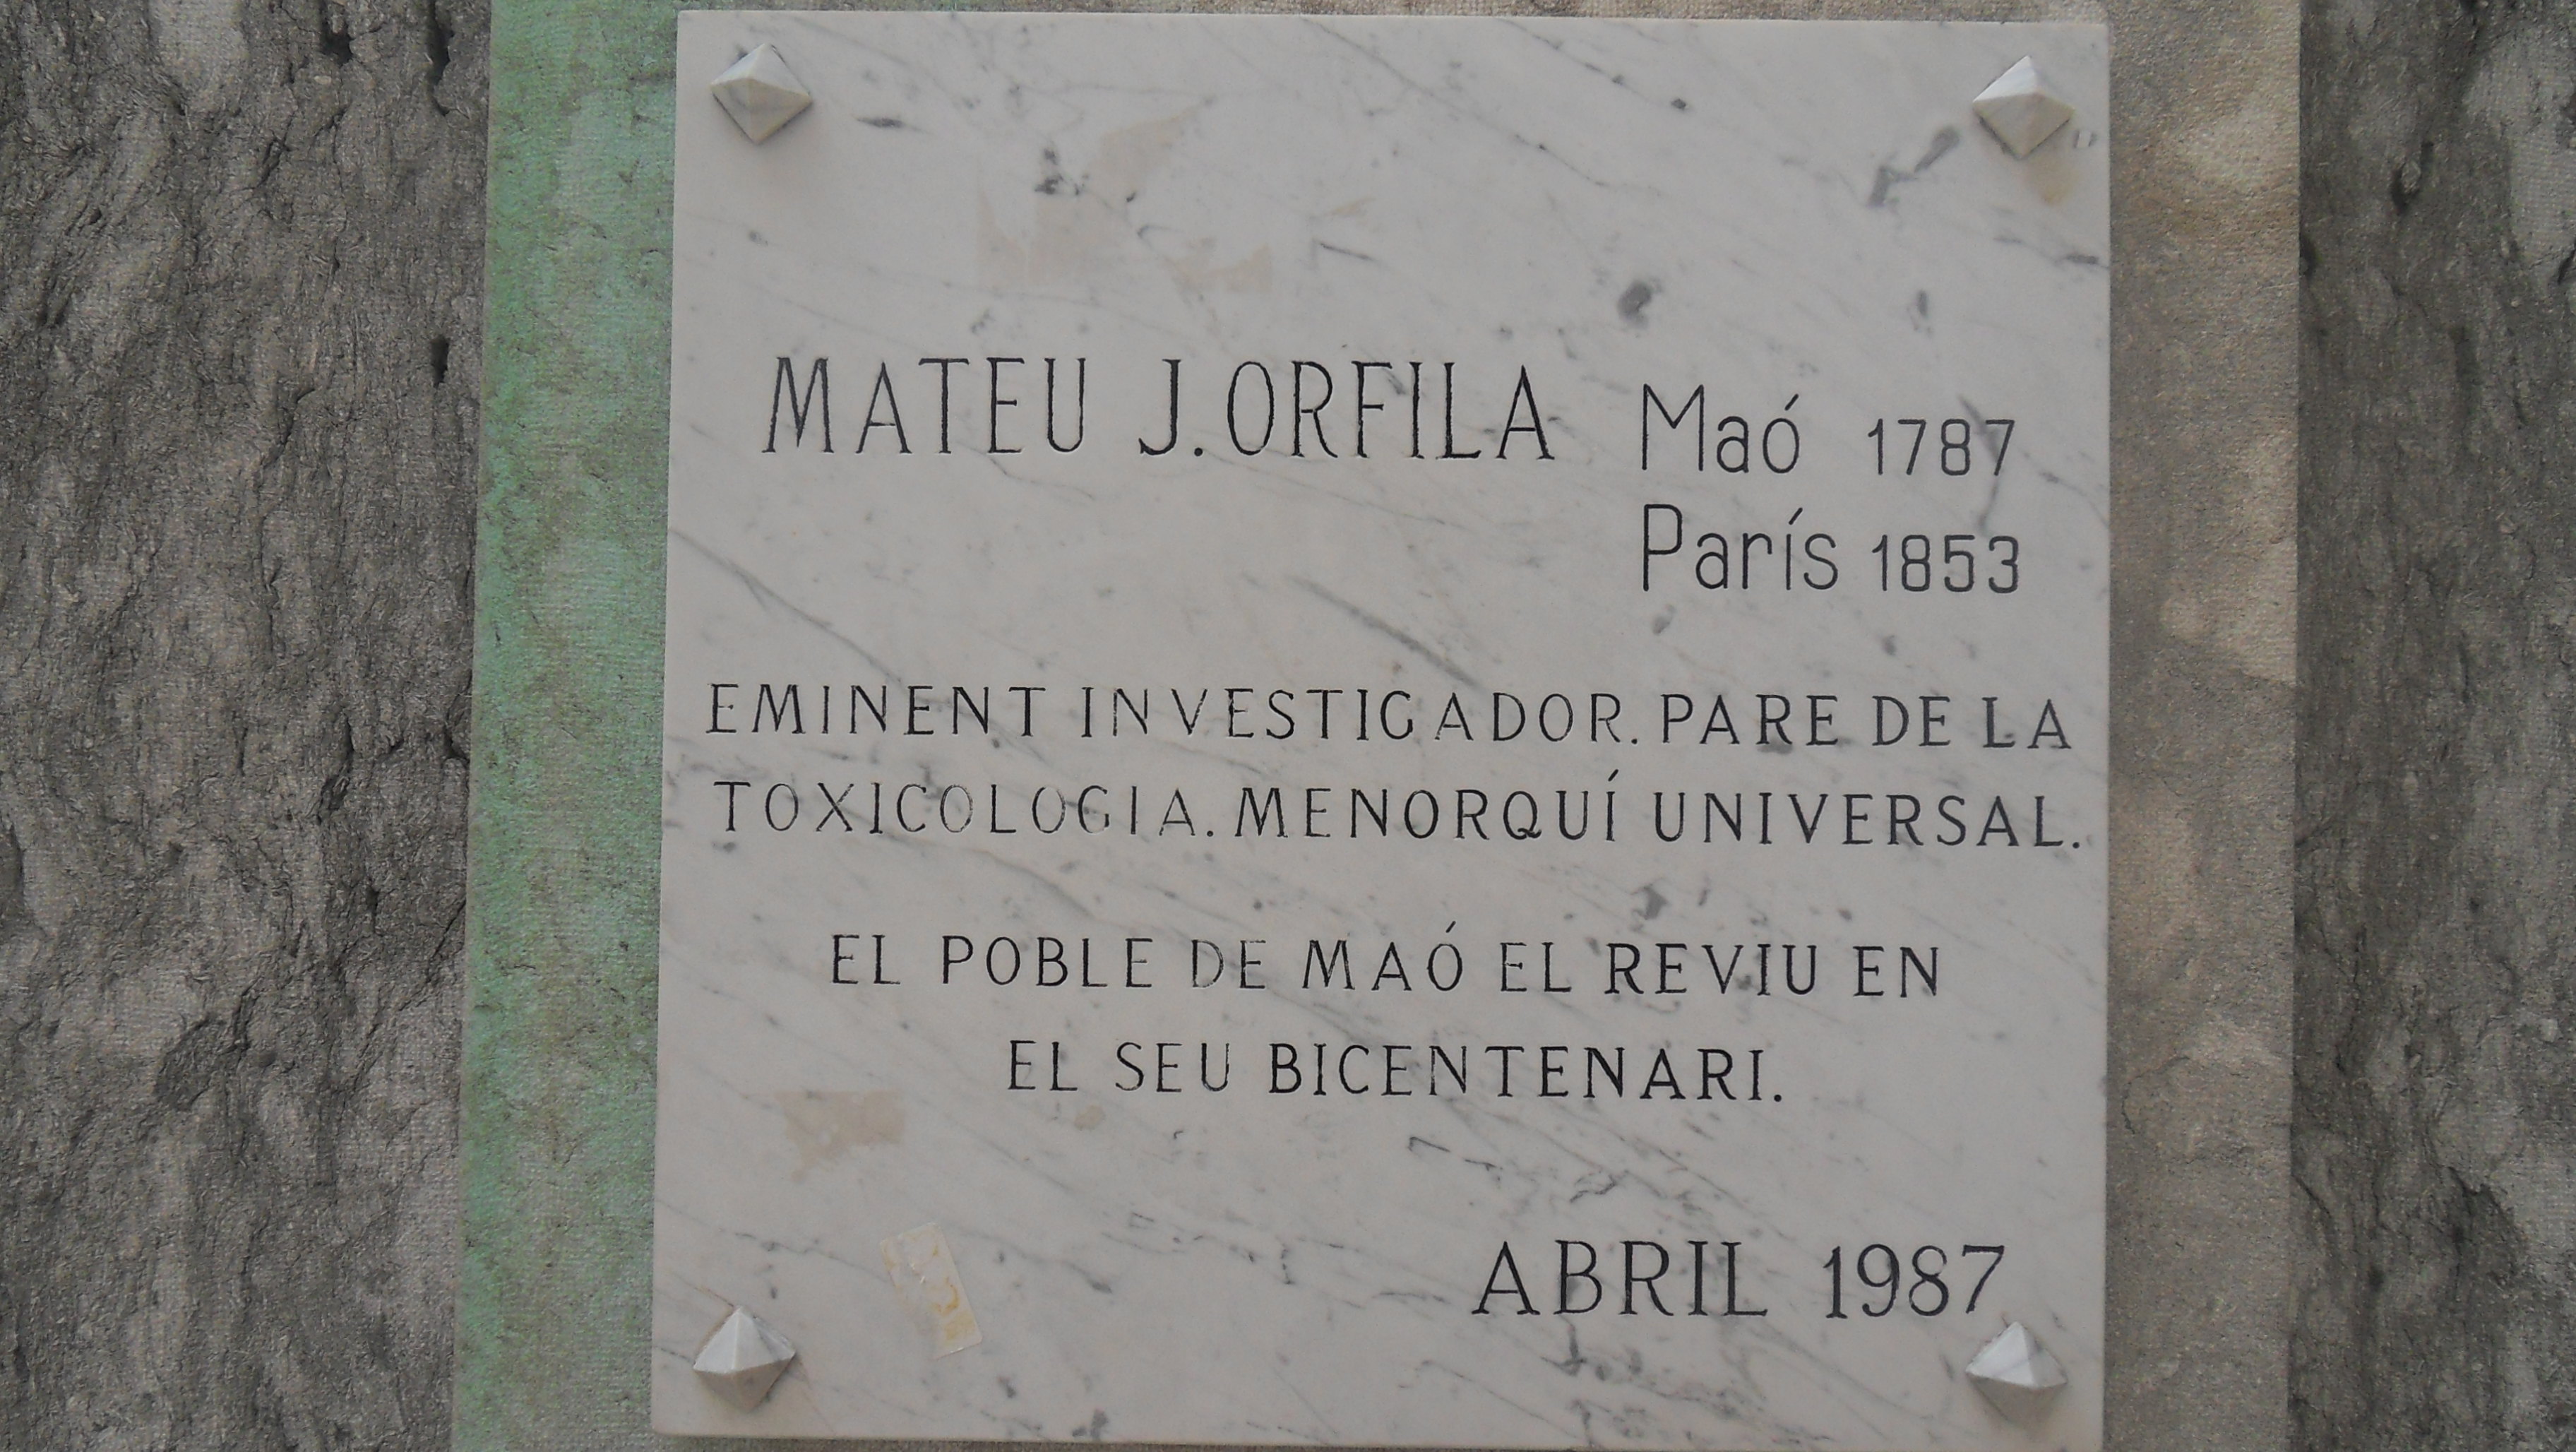 MATEU J. ORFILA Maó 1787
París 1853
EMINENT INVESTIGADOR. PARE DE LA
TOXICOLOGIA. MENORQUÍ UNIVERSAL.
EL POBLE DE MAÓ EL REVIU EN
EL SEU BICENTENARI.
ABRIL 1987